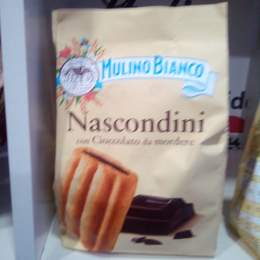 MULINO BIANCO
Nascondini
con Cioccolato da mordere